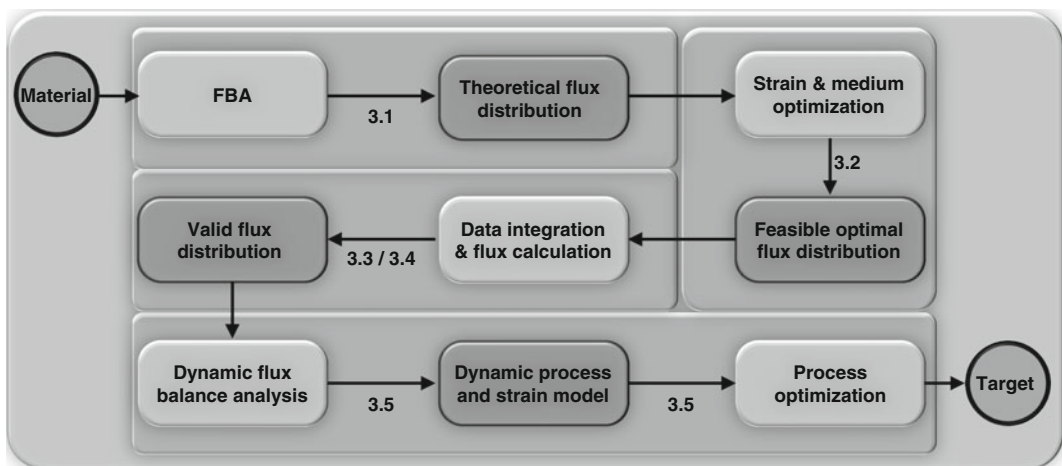 Material
FBA
3.1
Theoretical flux
distribution
Strain & medium
optimization
3.2
Feasible optimal
flux distribution
Data integration
& flux calculation
3.3 / 3.4
Valid flux
distribution
Dynamic flux
balance analysis
3.5
Dynamic process
and strain model
3.5
Process
optimization
Target